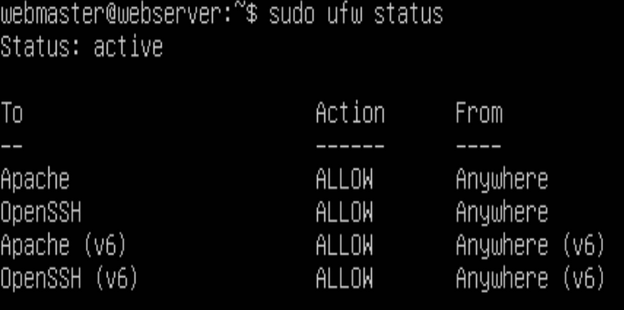 webmaster@webserver:~$ sudo ufw status
Status: active
To Action From
-- ------ ----
Apache ALLOW Anywhere
OpenSSH ALLOW Anywhere
Apache (v6) ALLOW Anywhere (v6)
OpenSSH (v6) ALLOW Anywhere (v6)